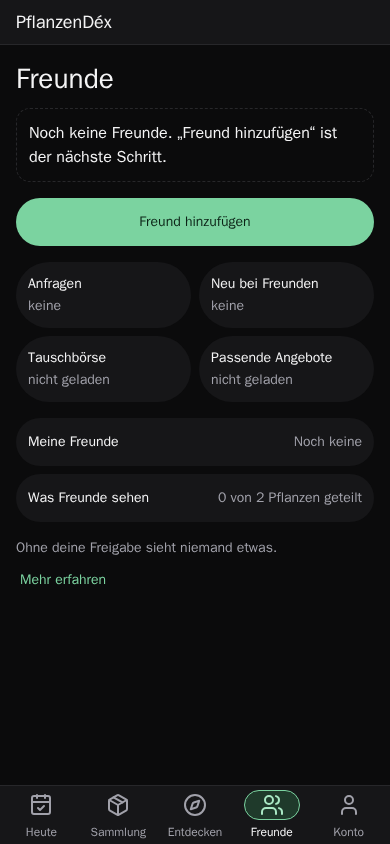 PflanzenDéx
Freunde
Noch keine Freunde. „Freund hinzufügen“ ist
der nächste Schritt.
Freund hinzufügen
Anfragen
keine
Neu bei Freunden
keine
Tauschbörse
nicht geladen
Passende Angebote
nicht geladen
Meine Freunde
Noch keine
Was Freunde sehen
0 von 2 Pflanzen geteilt
Ohne deine Freigabe sieht niemand etwas.
Mehr erfahren
Heute
Sammlung
Entdecken
Freunde
Konto